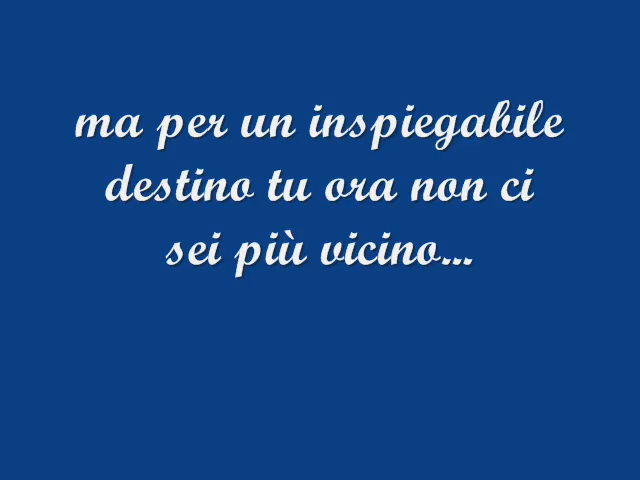 ma per un inspiegabile
destino tu ora non ci
sei più vicino...